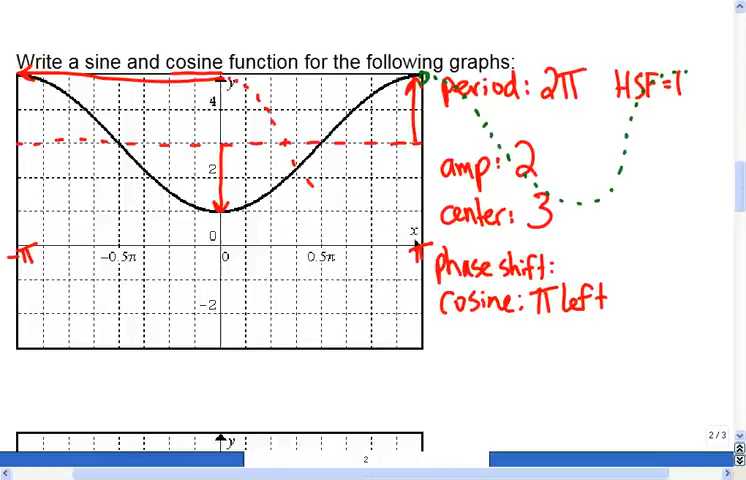 Write a sine and cosine function for the following graphs:
y
period: 2π HSF=1
4
amp: 2
2
center: 3
0
x
-π -0.5π 0 0.5π π
phase shift:
cosine: π left
-2
2/3
y
2